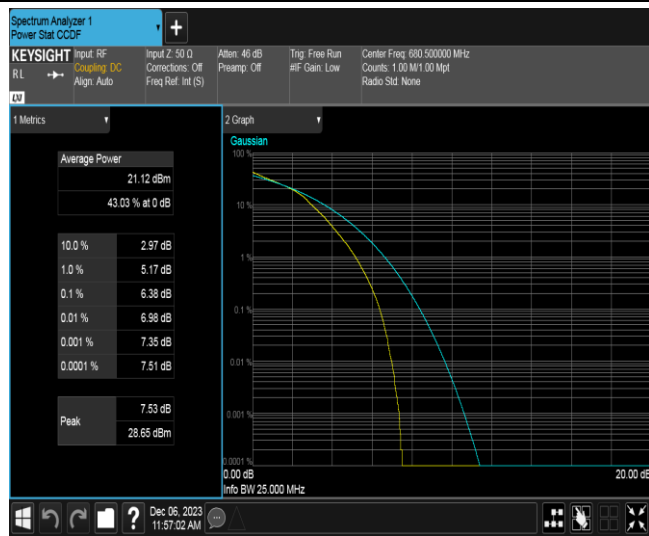 Spectrum Analyzer 1
Power Stat CCDF
+
KEYSIGHT
RL
LXI
Input: RF
Coupling: DC
Align: Auto
Input Z: 50 Ω
Corrections: Off
Freq Ref: Int (S)
Atten: 46 dB
Preamp: Off
Trig: Free Run
#IF Gain: Low
Center Freq: 680.500000 MHz
Counts: 1.00 M/1.00 Mpt
Radio Std: None
1 Metrics
Average Power
21.12 dBm
43.03 % at 0 dB
10.0 % 2.97 dB
1.0 % 5.17 dB
0.1 % 6.38 dB
0.01 % 6.98 dB
0.001 % 7.35 dB
0.0001 % 7.51 dB
Peak
7.53 dB
28.65 dBm
2 Graph
Gaussian
100 %
10 %
1 %
0.1 %
0.01 %
0.001 %
0.0001 %
0.00 dB 20.00 dB
Info BW 25.000 MHz
?
Dec 06, 2023
11:57:02 AM